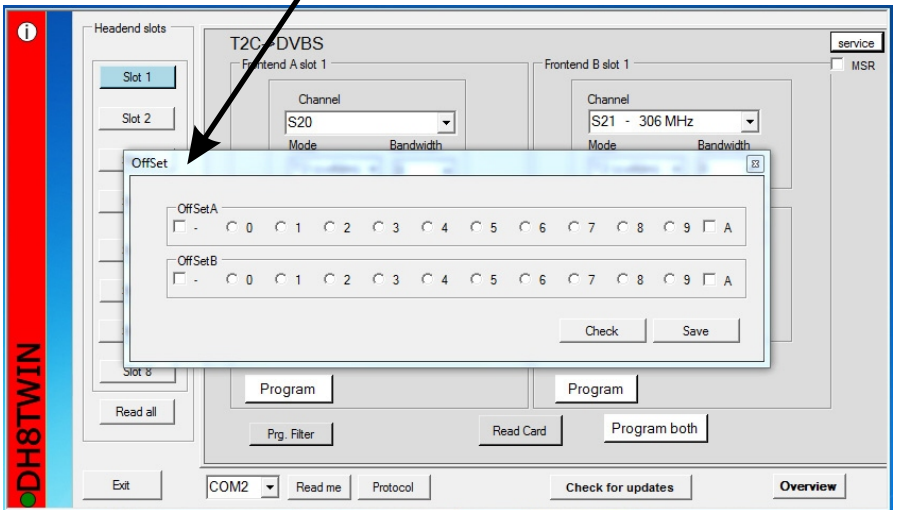 i
DH8TWIN
Headend slots
Slot 1
Slot 2
Slot 8
Read all
Exit
T2C->DVBS
service
MSR
Frontend A slot 1
Channel
S20
Mode Bandwidth
Frontend B slot 1
Channel
S21 - 306 MHz
Mode Bandwidth
OffSet
OffSetA
- 0 1 2 3 4 5 6 7 8 9 A
OffSetB
- 0 1 2 3 4 5 6 7 8 9 A
Check Save
Program
Program
Prg. Filter
Read Card
Program both
COM2
Read me
Protocol
Check for updates
Overview